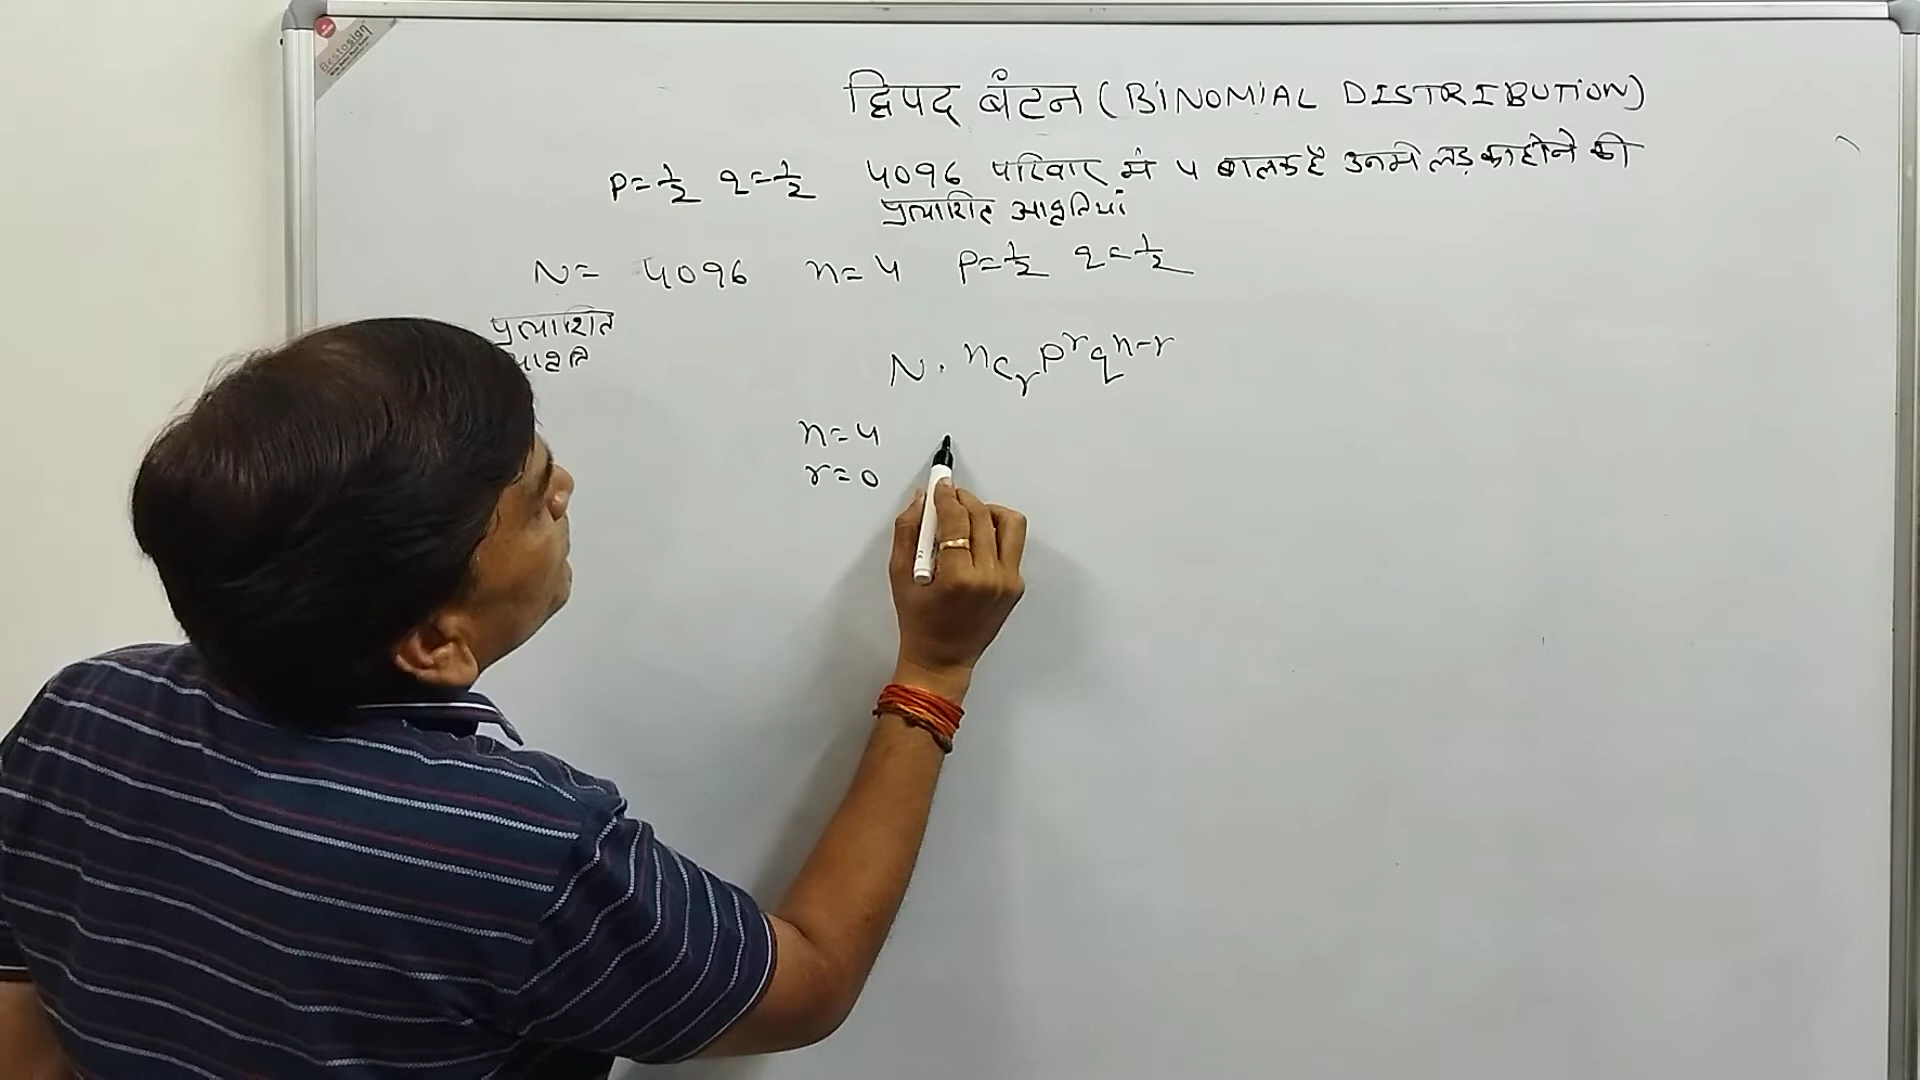 Bestosign
द्विपद बंटन (BINOMIAL DISTRIBUTION)
p=1/2 q=1/2 4096 परिवार में 4 बालक है उनमे लड़का होने की
प्रत्याशित आवृतियां
N= 4096 n=4 p=1/2 q=1/2
प्रत्याशित
N. ⁿCᵣ pʳ qⁿ⁻ʳ
n=4
r=0